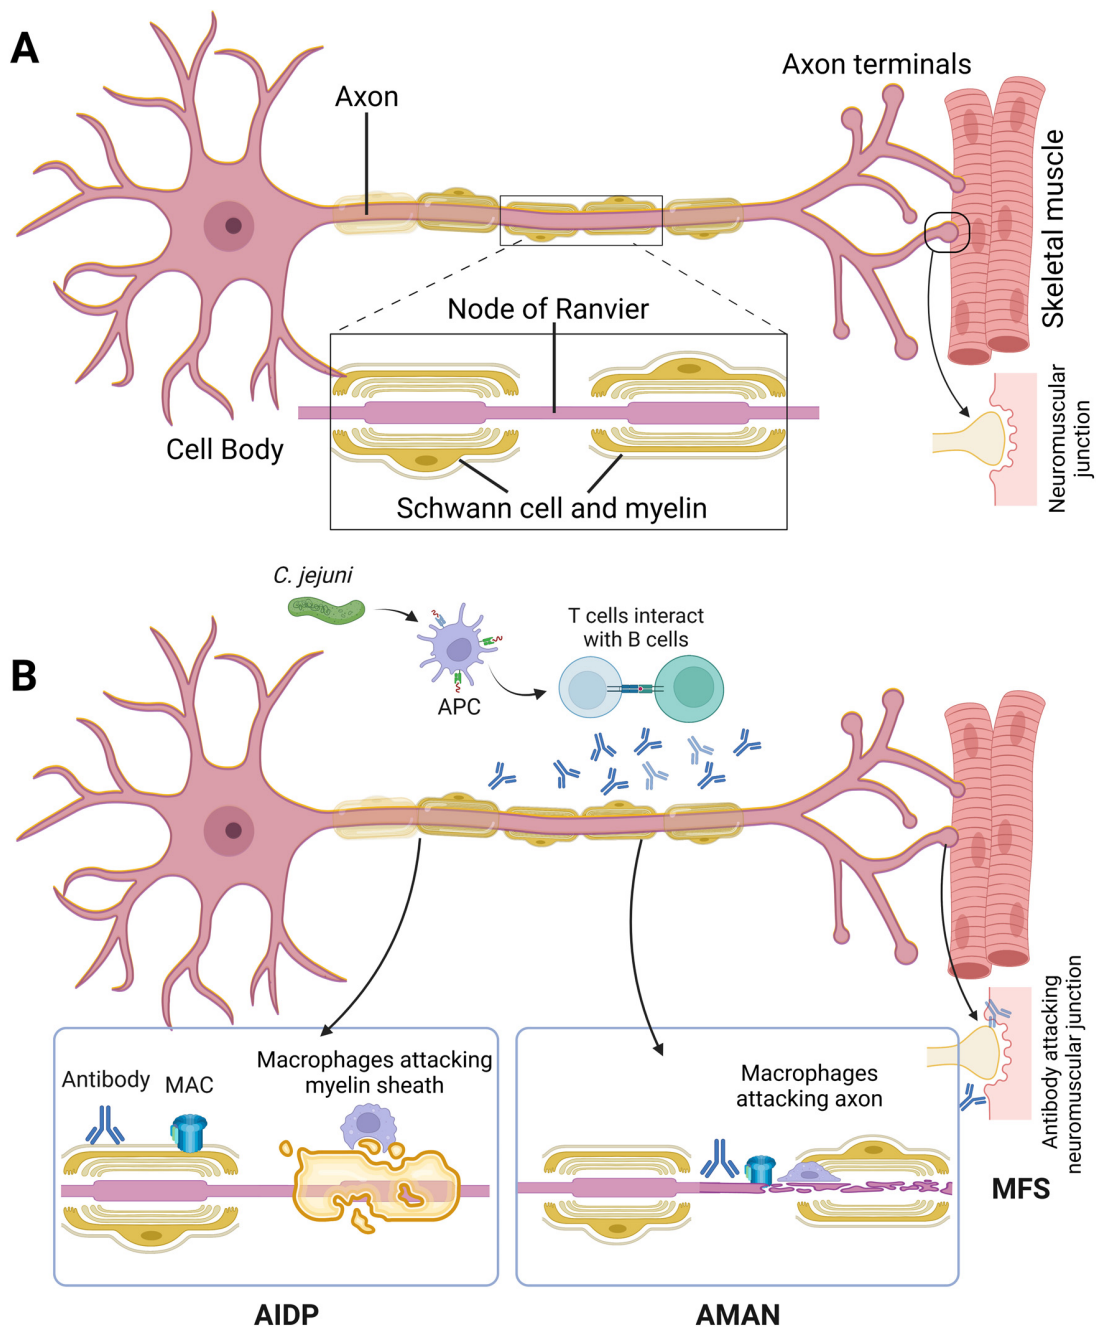 A
Axon
Axon terminals
Skeletal muscle
Node of Ranvier
Cell Body
Schwann cell and myelin
Neuromuscular
junction
B
C. jejuni
APC
T cells interact
with B cells
Antibody
MAC
Macrophages attacking
myelin sheath
Macrophages
attacking axon
Antibody attacking
neuromuscular junction
MFS
AIDP
AMAN